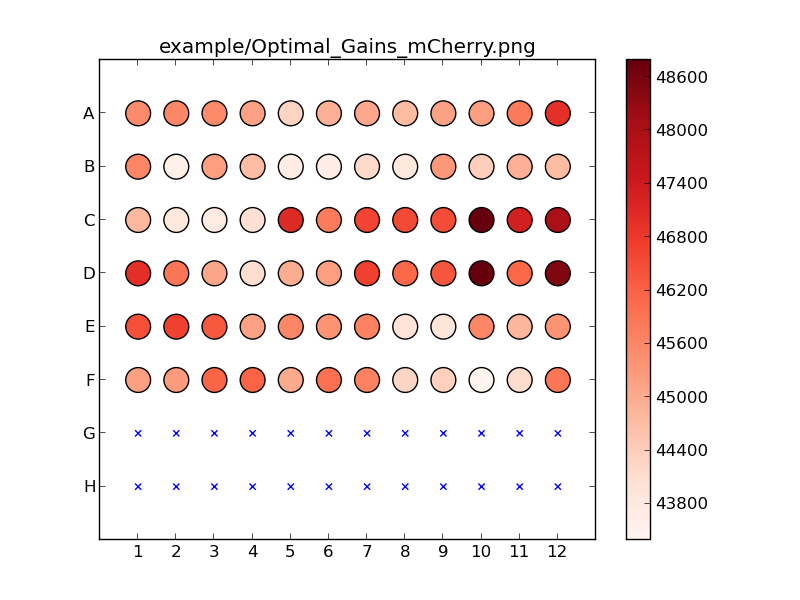 example/Optimal_Gains_mCherry.png
A
B
C
D
E
F
G
H
1 2 3 4 5 6 7 8 9 10 11 12
48600
48000
47400
46800
46200
45600
45000
44400
43800